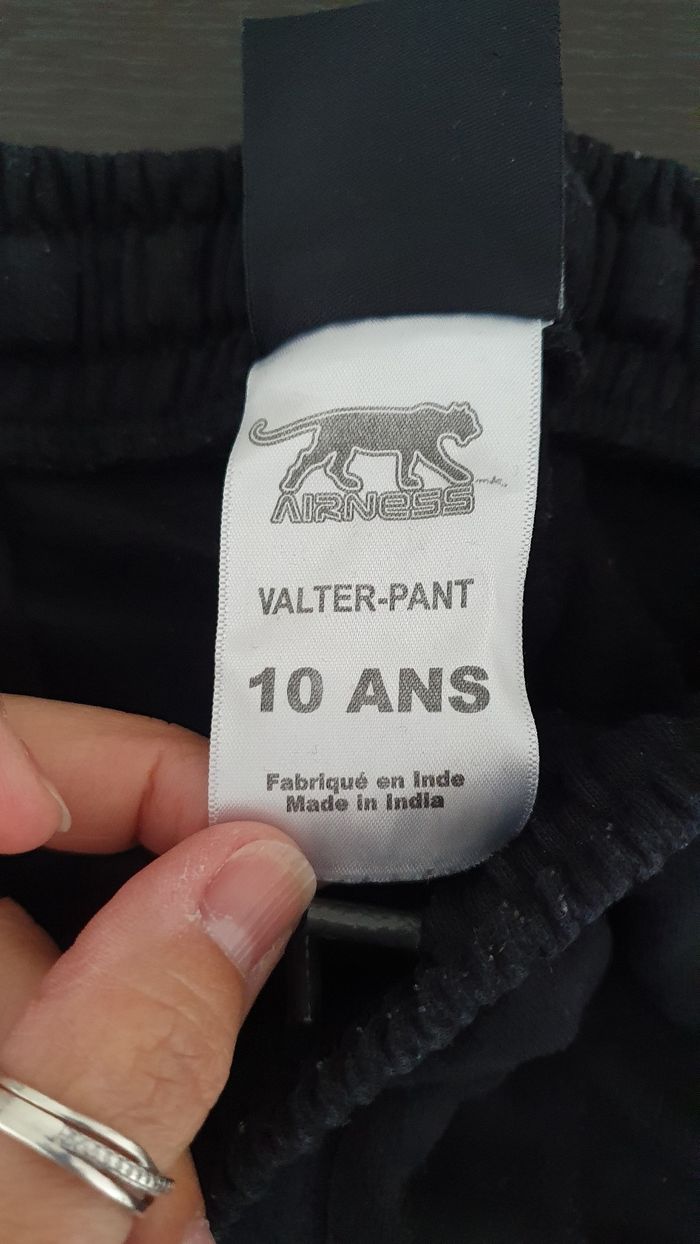 AIRNESS
VALTER-PANT
10 ANS
Fabriqué en Inde
Made in India